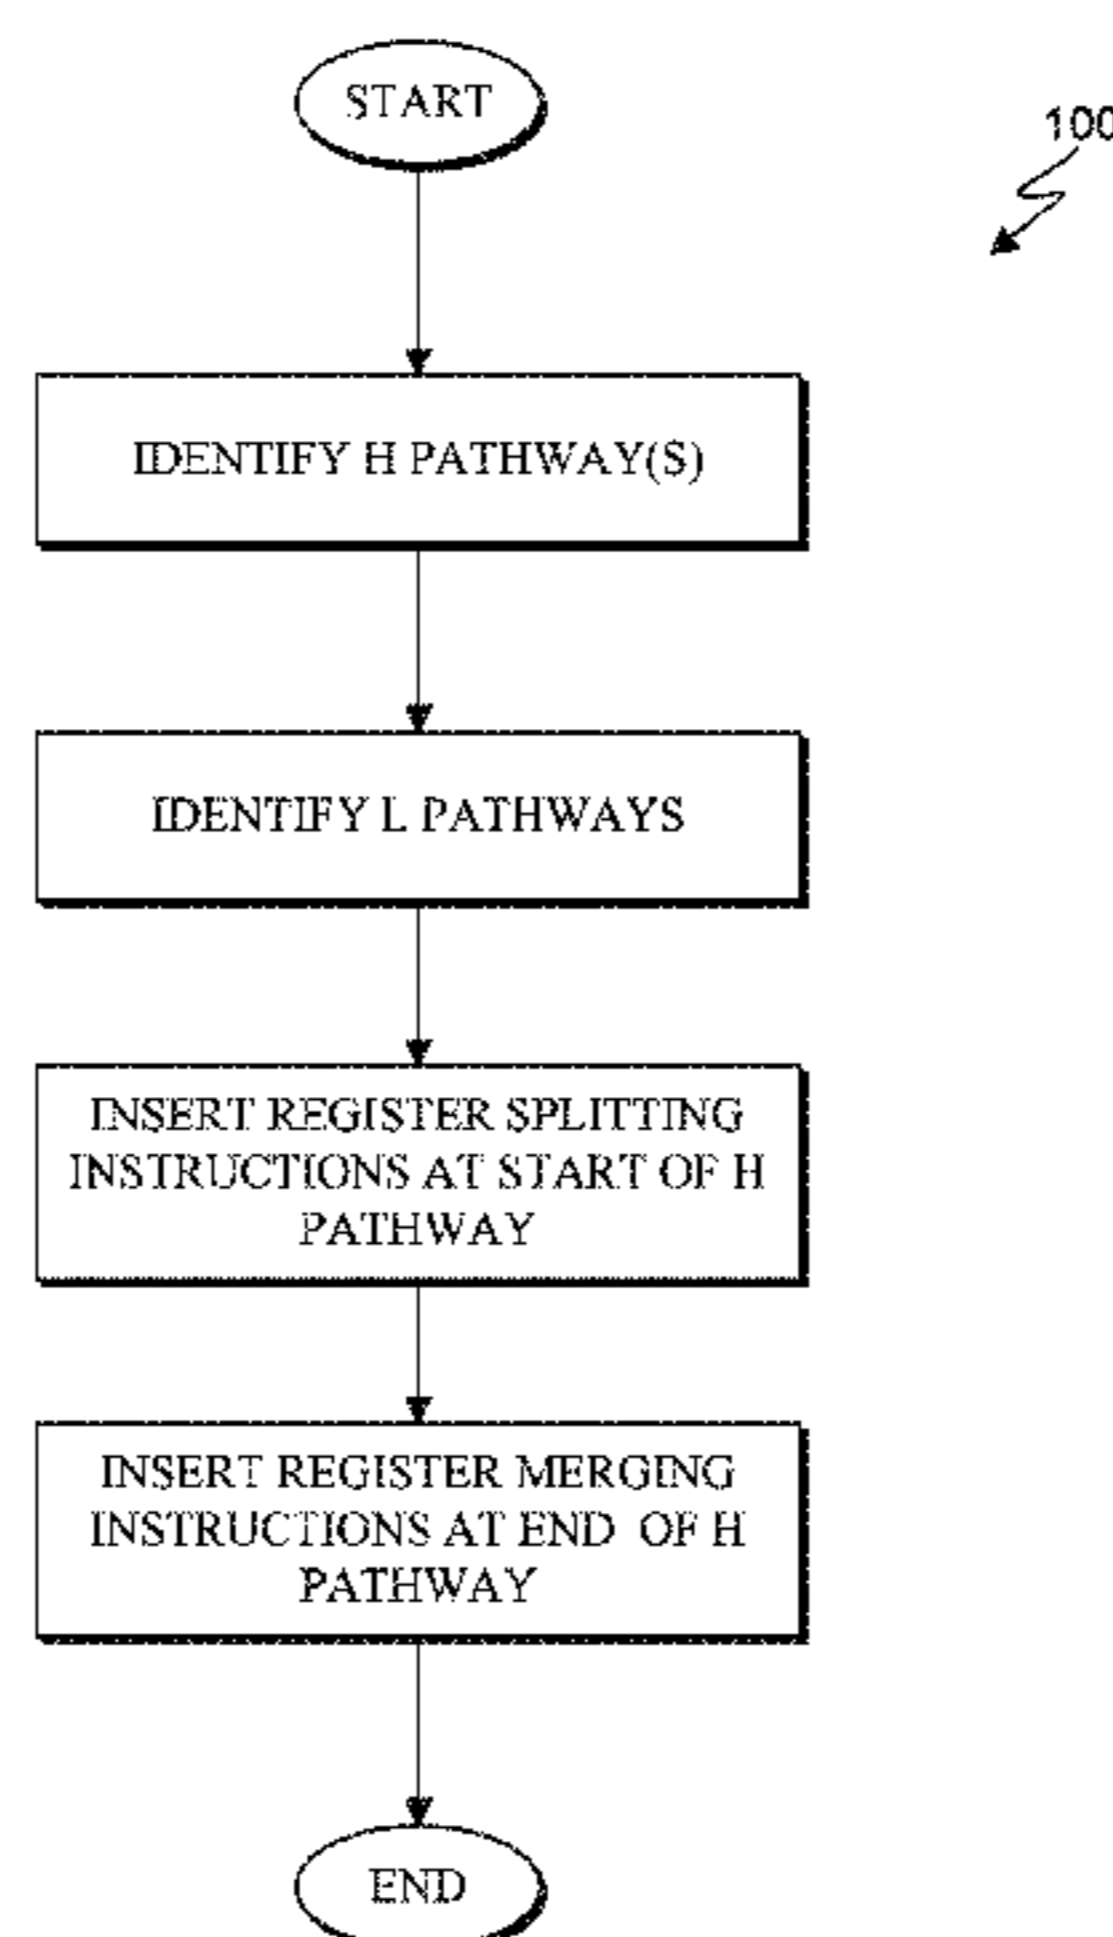 START
100
IDENTIFY H PATHWAY(S)
IDENTIFY L PATHWAYS
INSERT REGISTER SPLITTING
INSTRUCTIONS AT START OF H
PATHWAY
INSERT REGISTER MERGING
INSTRUCTIONS AT END OF H
PATHWAY
END